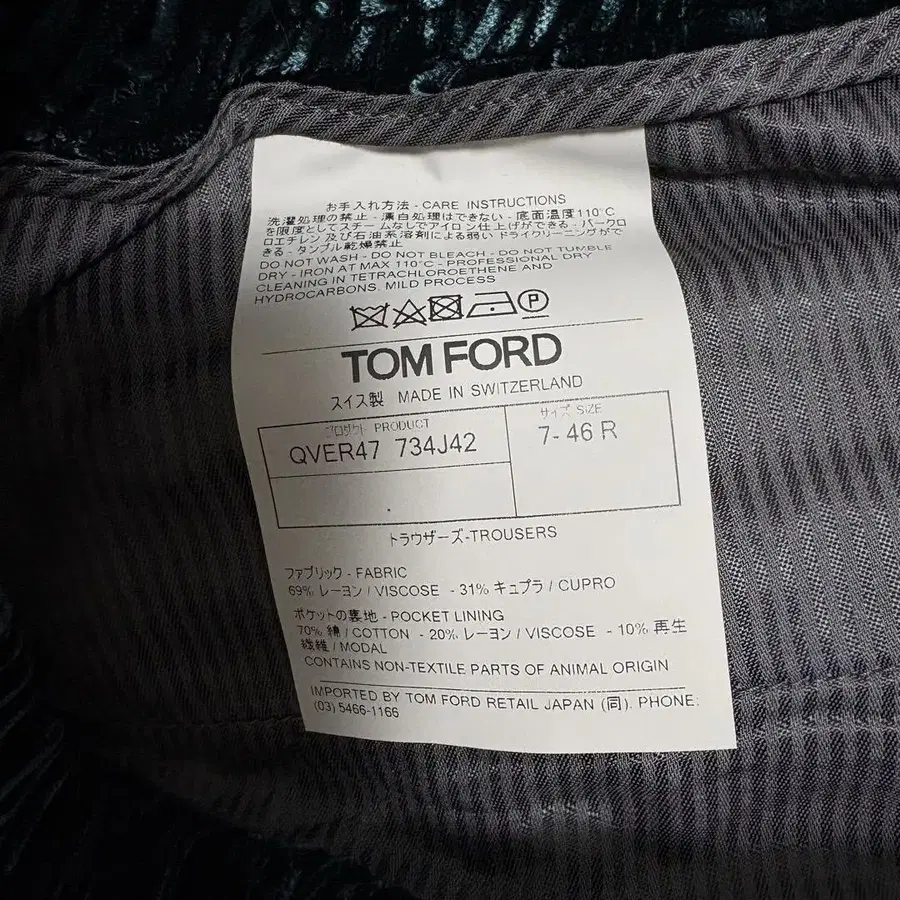 お手入れ方法 - CARE INSTRUCTIONS
洗濯処理の禁止 - 漂白処理はできない - 底面温度110℃
を限度としてスチームなしでアイロン仕上げができる - パークロ
ロエチレン 及び石油系溶剤による弱い ドライクリーニングがで
きる - タンブル乾燥禁止
DO NOT WASH - DO NOT BLEACH - DO NOT TUMBLE
DRY - IRON AT MAX 110°C - PROFESSIONAL DRY
CLEANING IN TETRACHLOROETHENE AND
HYDROCARBONS. MILD PROCESS
P
TOM FORD
スイス製 MADE IN SWITZERLAND
プロダクト PRODUCT
QVER47 734J42
サイズ SIZE
7- 46 R
トラウザーズ-TROUSERS
ファブリック - FABRIC
69% レーヨン / VISCOSE - 31% キュプラ / CUPRO
ポケットの裏地 - POCKET LINING
70% 綿 / COTTON - 20% レーヨン / VISCOSE - 10% 再生
繊維 / MODAL
CONTAINS NON-TEXTILE PARTS OF ANIMAL ORIGIN
IMPORTED BY TOM FORD RETAIL JAPAN (同). PHONE:
(03) 5466-1166